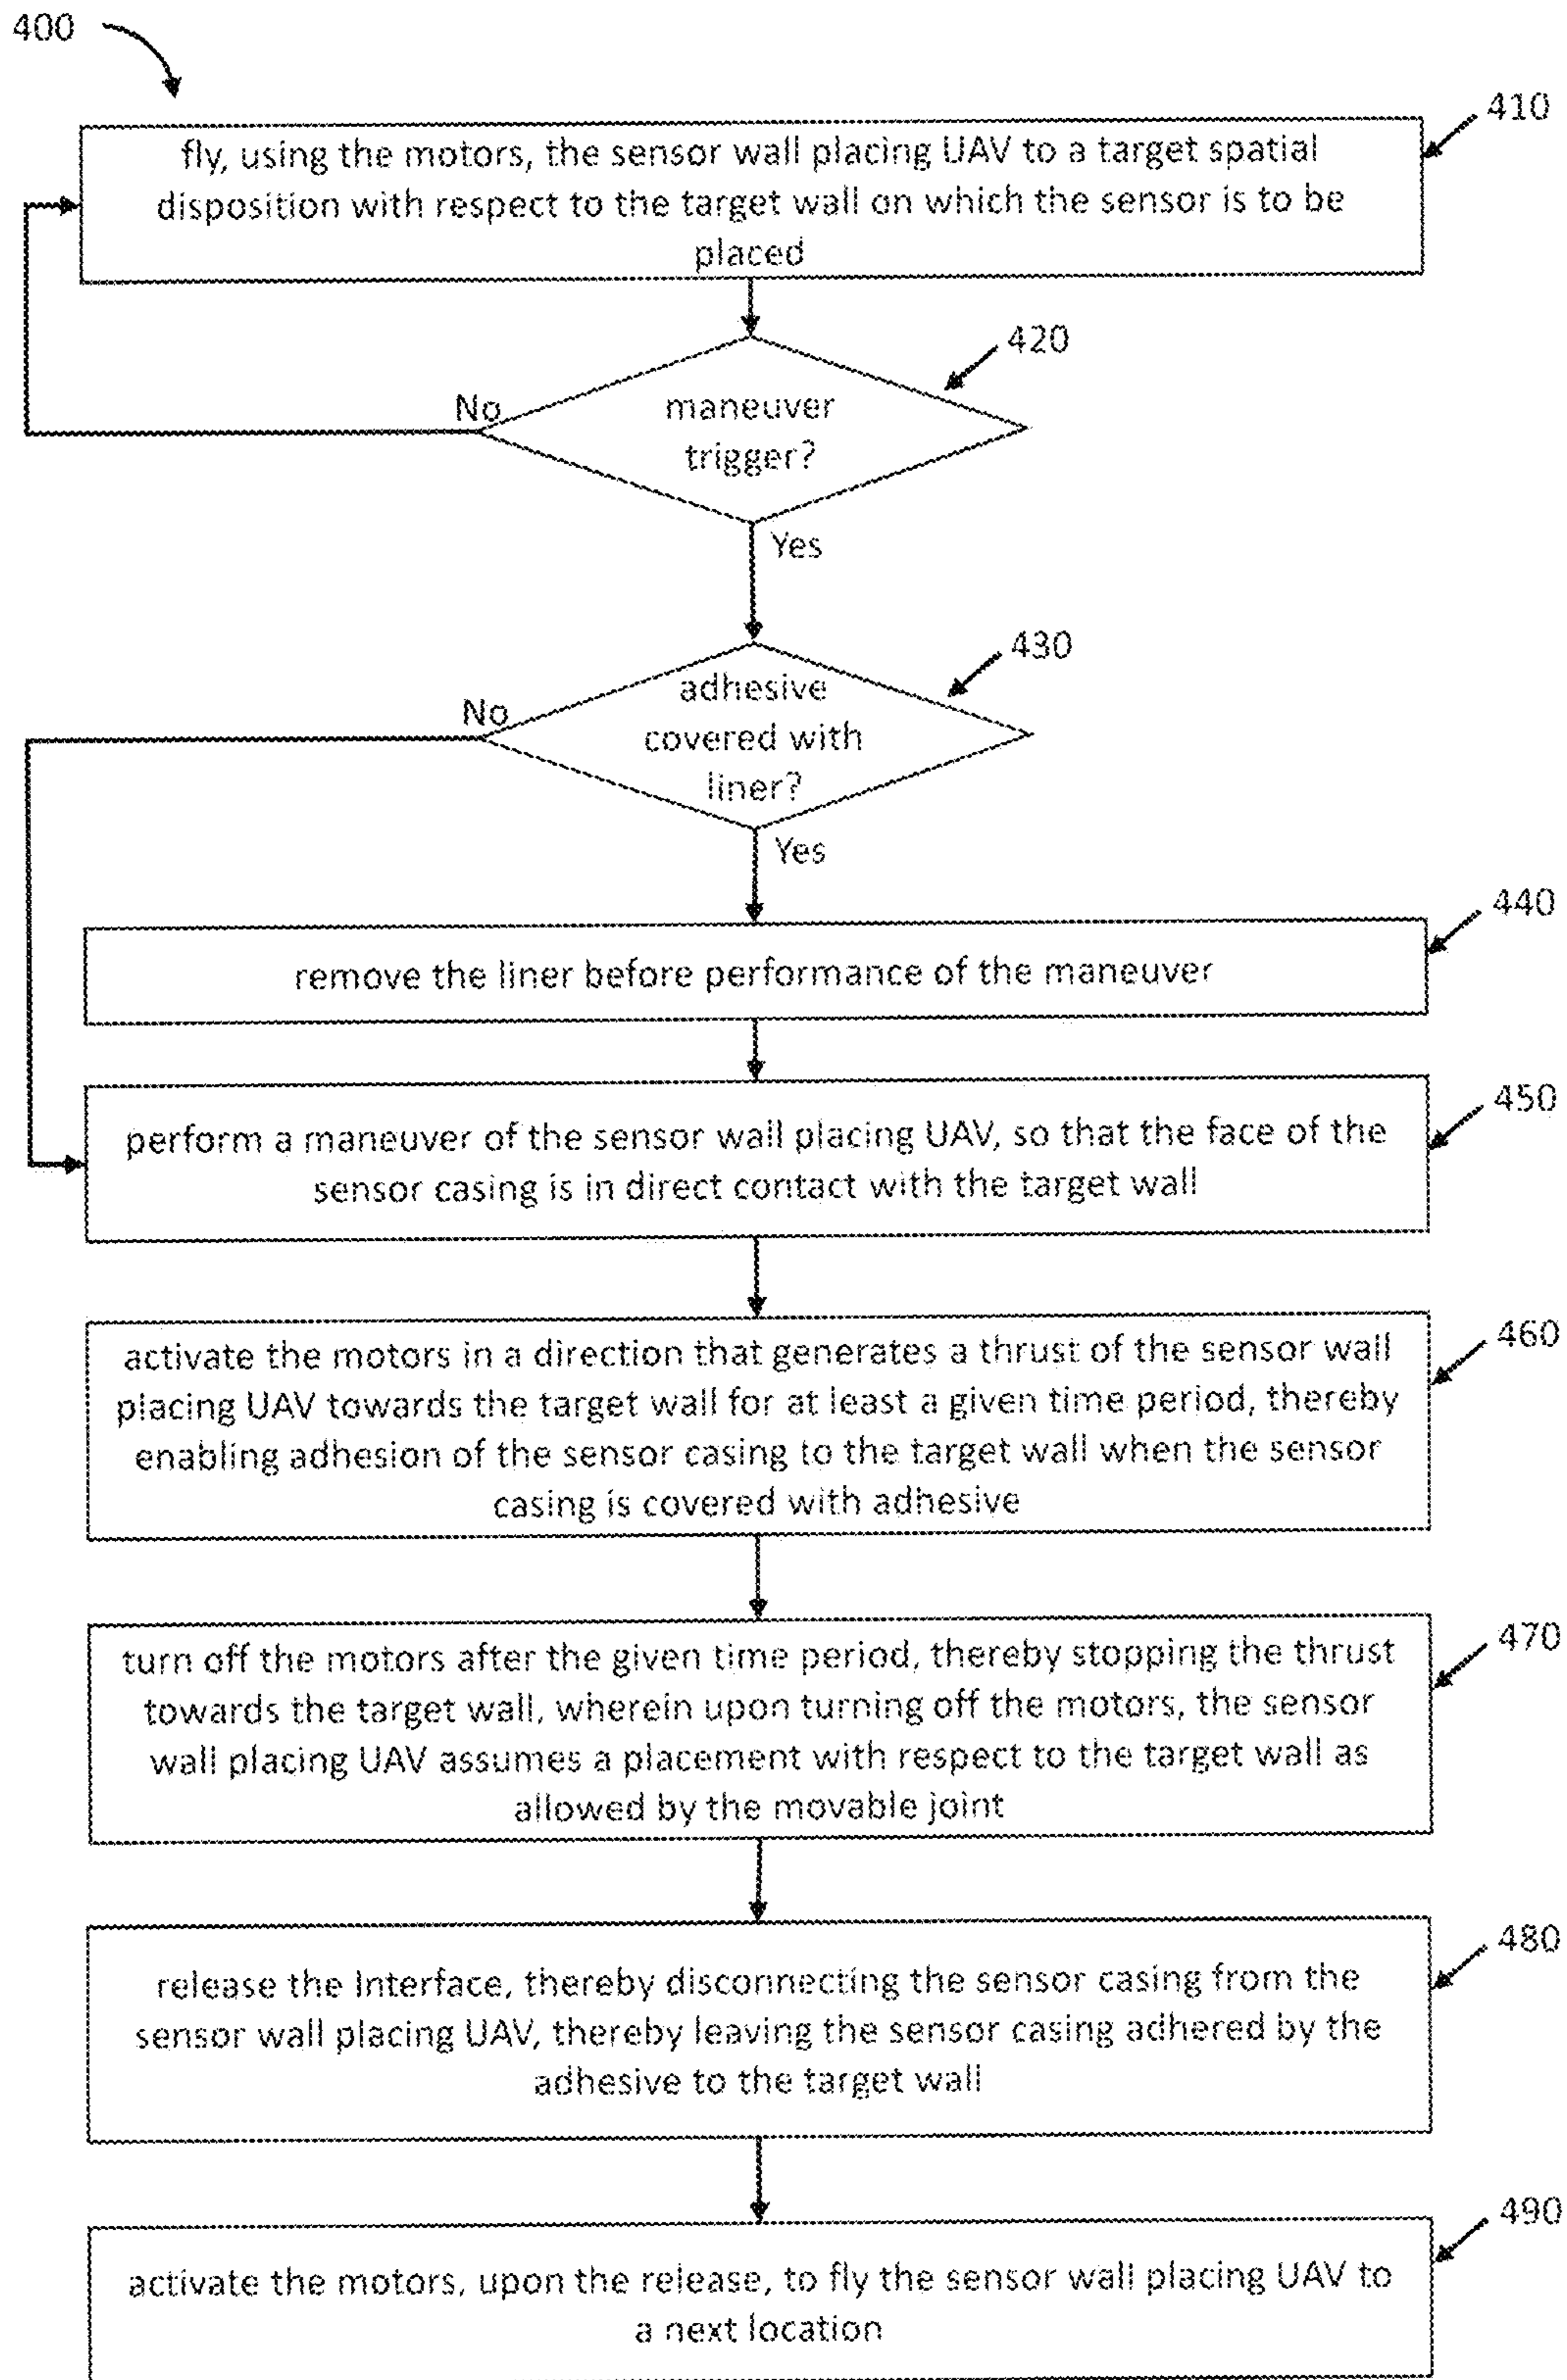 400
410
fly, using the motors, the sensor wall placing UAV to a target spatial
disposition with respect to the target wall on which the sensor is to be
placed
420
No
maneuver
trigger?
Yes
430
No
adhesive
covered with
liner?
Yes
440
remove the liner before performance of the maneuver
450
perform a maneuver of the sensor wall placing UAV, so that the face of the
sensor casing is in direct contact with the target wall
460
activate the motors in a direction that generates a thrust of the sensor wall
placing UAV towards the target wall for at least a given time period, thereby
enabling adhesion of the sensor casing to the target wall when the sensor
casing is covered with adhesive
470
turn off the motors after the given time period, thereby stopping the thrust
towards the target wall, wherein upon turning off the motors, the sensor
wall placing UAV assumes a placement with respect to the target wall as
allowed by the movable joint
480
release the Interface, thereby disconnecting the sensor casing from the
sensor wall placing UAV, thereby leaving the sensor casing adhered by the
adhesive to the target wall
490
activate the motors, upon the release, to fly the sensor wall placing UAV to
a next location